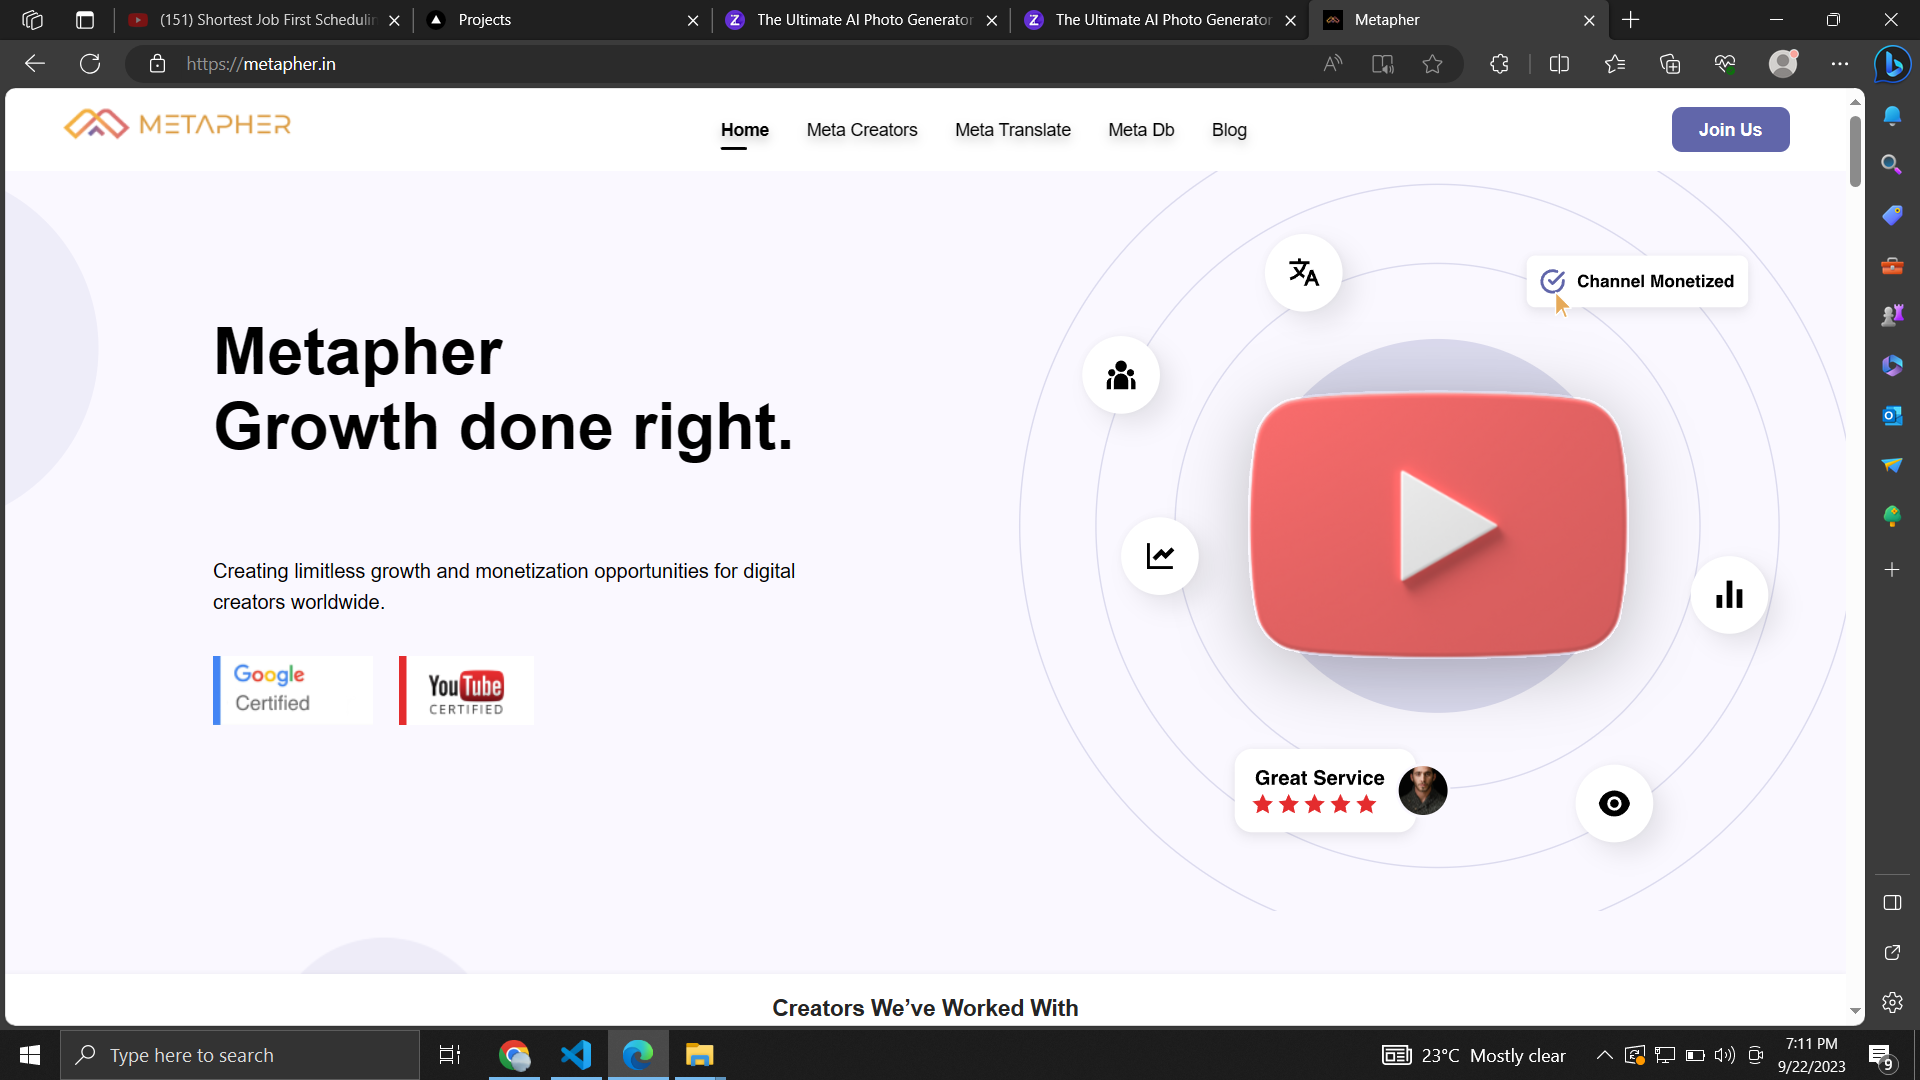 (151) Shortest Job First Schedulin
Projects
The Ultimate AI Photo Generator
The Ultimate AI Photo Generator
Metapher
https://metapher.in
METAPHER
Home
Meta Creators
Meta Translate
Meta Db
Blog
Join Us
Channel Monetized
Metapher
Growth done right.
Creating limitless growth and monetization opportunities for digital
creators worldwide.
Google
Certified
YouTube
CERTIFIED
Great Service
Creators We’ve Worked With
Type here to search
23°C Mostly clear
7:11 PM
9/22/2023
9